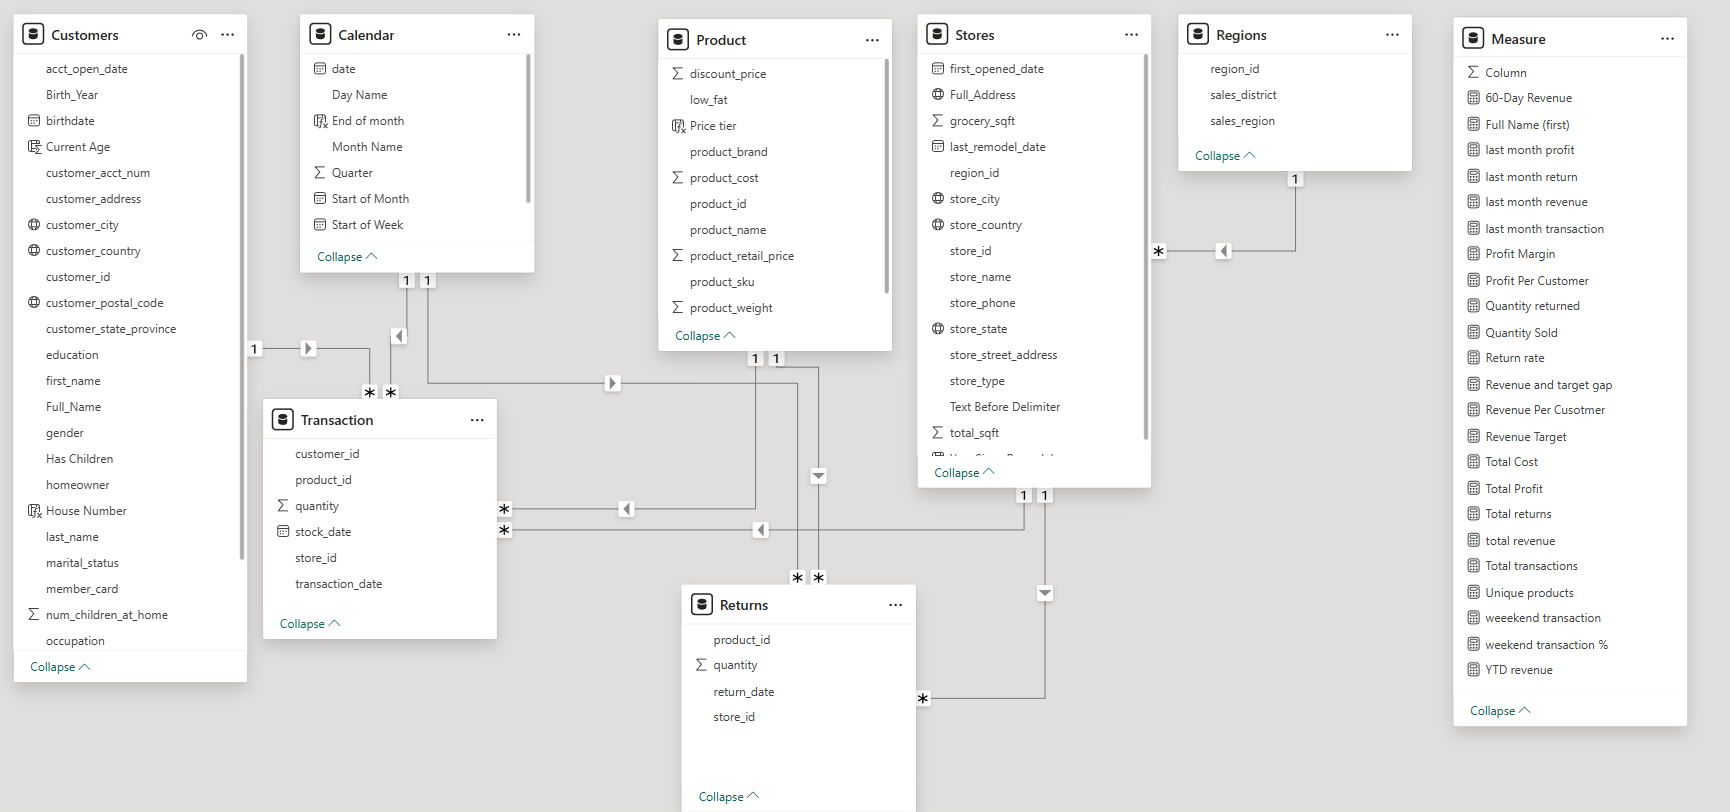 Customers
acct_open_date
Birth_Year
birthdate
Current Age
customer_acct_num
customer_address
customer_city
customer_country
customer_id
customer_postal_code
customer_state_province
education
first_name
Full_Name
gender
Has Children
homeowner
House Number
last_name
marital_status
member_card
num_children_at_home
occupation
Collapse
Calendar
date
Day Name
End of month
Month Name
Quarter
Start of Month
Start of Week
Collapse
Product
discount_price
low_fat
Price tier
product_brand
product_cost
product_id
product_name
product_retail_price
product_sku
product_weight
Collapse
Stores
first_opened_date
Full_Address
grocery_sqft
last_remodel_date
region_id
store_city
store_country
store_id
store_name
store_phone
store_state
store_street_address
store_type
Text Before Delimiter
total_sqft
Collapse
Regions
region_id
sales_district
sales_region
Collapse
Measure
Column
60-Day Revenue
Full Name (first)
last month profit
last month return
last month revenue
last month transaction
Profit Margin
Profit Per Customer
Quantity returned
Quantity Sold
Return rate
Revenue and target gap
Revenue Per Cusotmer
Revenue Target
Total Cost
Total Profit
Total returns
total revenue
Total transactions
Unique products
weeekend transaction
weekend transaction %
YTD revenue
Collapse
Transaction
customer_id
product_id
quantity
stock_date
store_id
transaction_date
Collapse
Returns
product_id
quantity
return_date
store_id
Collapse
1
*
1
1
*
*
1
1
*
*
1
1
*
*
1
*